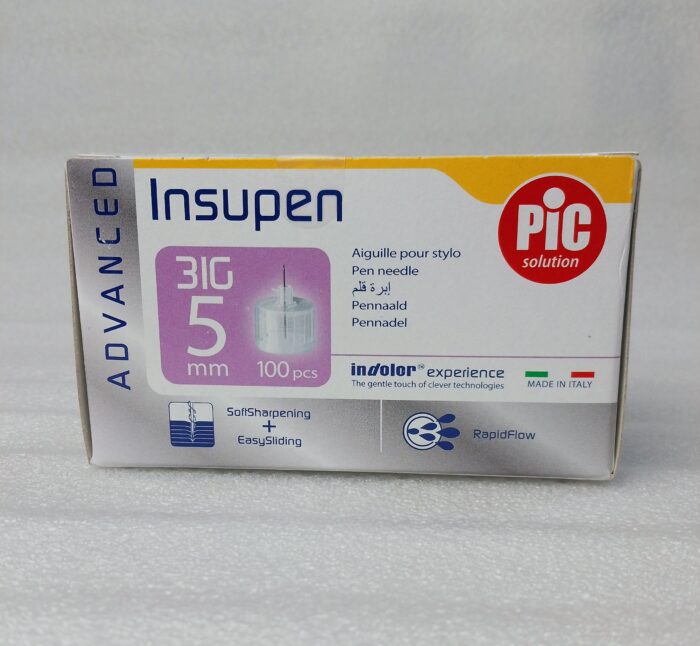 ADVANCED
Insupen
PiC
solution
31G
5
mm
100 pcs
Aiguille pour stylo
Pen needle
إبرة قلم
Pennaald
Pennadel
indolor™ experience
The gentle touch of clever technologies
MADE IN ITALY
SoftSharpening
+
EasySliding
RapidFlow